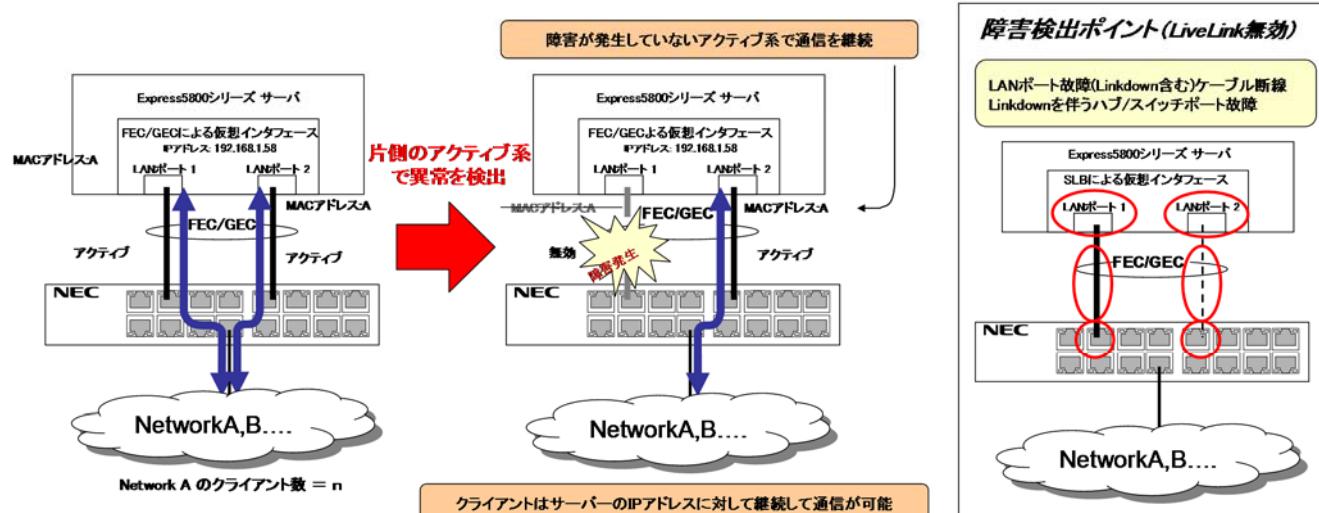 障害が発生していないアクティブ系で通信を継続
Express5800シリーズ サーバ
FEC/GECによる仮想インタフェース
IPアドレス: 192.168.1.58
MACアドレス:A
LANポート 1
LANポート 2
MACアドレス:A
FEC/GEC
アクティブ
アクティブ
NEC
NetworkA,B....
Network A のクライアント数 = n
片側のアクティブ系
で異常を検出
Express5800シリーズ サーバ
FEC/GECよる仮想インタフェース
IPアドレス: 192.168.1.58
LANポート 1
LANポート 2
MACアドレス:A
MACアドレス:A
FEC/GEC
無効
障害発生
アクティブ
NEC
NetworkA,B....
クライアントはサーバーのIPアドレスに対して継続して通信が可能
障害検出ポイント(LiveLink無効)
LANポート故障(Linkdown含む)ケーブル断線
Linkdownを伴うハブ/スイッチポート故障
Express5800シリーズ サーバ
SLBによる仮想インタフェース
LANポート 1
LANポート 2
FEC/GEC
NEC
NetworkA,B....